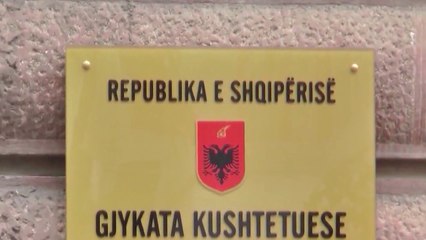 REPUBLIKA E SHQIPËRISË
GJYKATA KUSHTETUESE